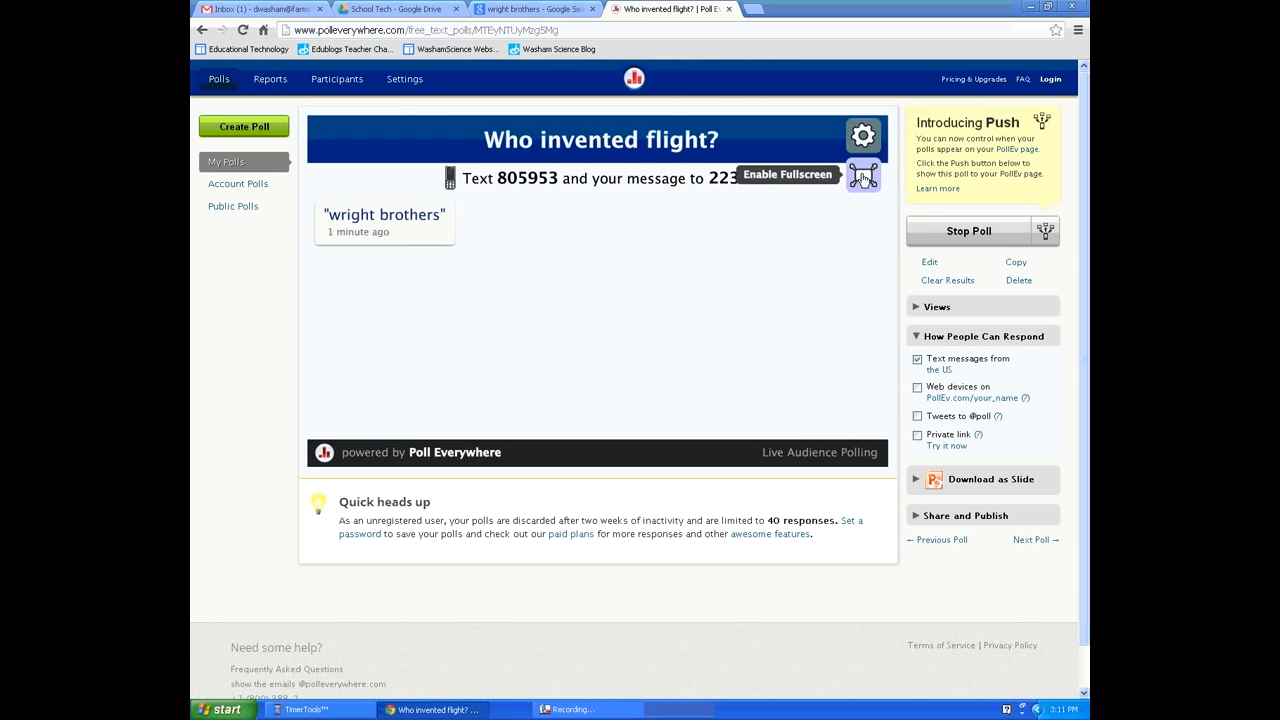 Inbox (1) - dwasham@farm
School Tech - Google Drive
wright brothers - Google Sea
Who invented flight? | Poll Ev
www.polleverywhere.com/free_text_polls/MTEyNTUyMzg5Mg
Educational Technology
Edublogs Teacher Cha...
WashamScience Webs...
Washam Science Blog
Polls
Reports
Participants
Settings
Pricing & Upgrades
FAQ
Login
Create Poll
My Polls
Account Polls
Public Polls
Who invented flight?
Text 805953 and your message to 223
Enable Fullscreen
"wright brothers"
1 minute ago
powered by Poll Everywhere
Live Audience Polling
Quick heads up
As an unregistered user, your polls are discarded after two weeks of inactivity and are limited to 40 responses. Set a
password to save your polls and check out our paid plans for more responses and other awesome features.
Introducing Push
You can now control when your
polls appear on your PollEv page.
Click the Push button below to
show this poll to your PollEv page.
Learn more
Stop Poll
Edit
Copy
Clear Results
Delete
Views
How People Can Respond
Text messages from
the US
Web devices on
PollEv.com/your_name (?)
Tweets to @poll (?)
Private link (?)
Try it now
Download as Slide
Share and Publish
← Previous Poll
Next Poll →
Need some help?
Frequently Asked Questions
show the emails @polleverywhere.com
Terms of Service | Privacy Policy
start
TimerTools™
Who invented flight? ...
Recording...
3:11 PM